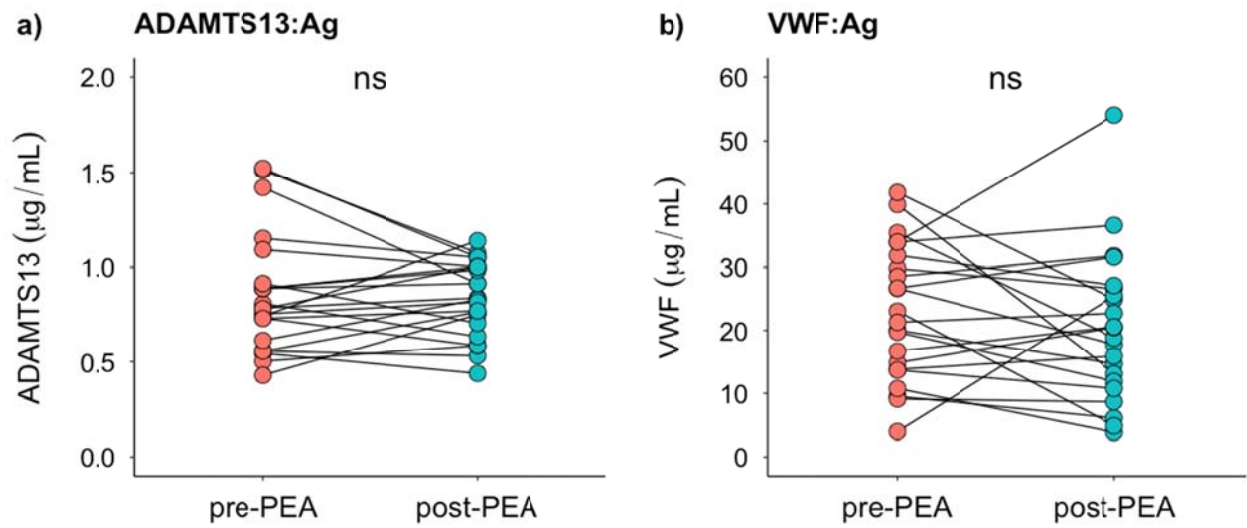 a) ADAMTS13:Ag
ns
ADAMTS13 (μg/mL)
2.0
1.5
1.0
0.5
0.0
pre-PEA post-PEA
b) VWF:Ag
ns
VWF (μg/mL)
60
50
40
30
20
10
0
pre-PEA post-PEA